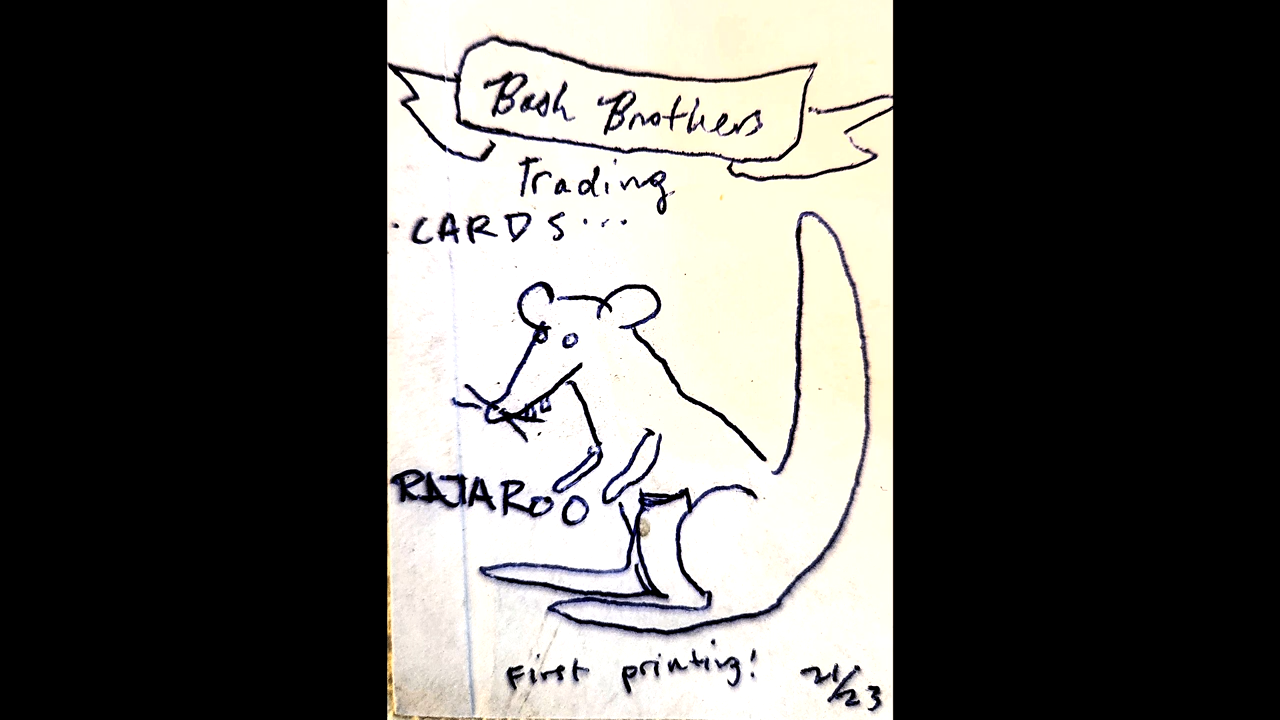 Bash Brothers
Trading
CARDS...
RAJAROO
First printing!
21/23